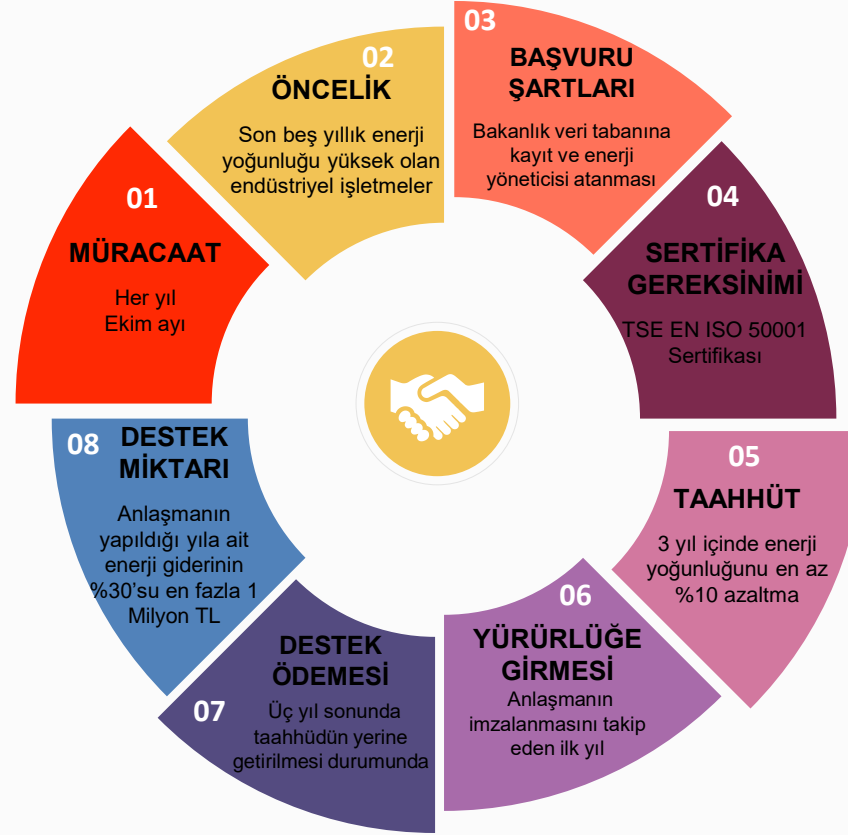 01
MÜRACAAT
Her yıl
Ekim ayı
02
ÖNCELİK
Son beş yıllık enerji
yoğunluğu yüksek olan
endüstriyel işletmeler
03
BAŞVURU
ŞARTLARI
Bakanlık veri tabanına
kayıt ve enerji
yöneticisi atanması
04
SERTİFİKA
GEREKSİNİMİ
TSE EN ISO 50001
Sertifikası
05
TAAHHÜT
3 yıl içinde enerji
yoğunluğunu en az
%10 azaltma
06
YÜRÜRLÜĞE
GİRMESİ
Anlaşmanın
imzalanmasını takip
eden ilk yıl
07
DESTEK
ÖDEMESİ
Üç yıl sonunda
taahhüdün yerine
getirilmesi durumunda
08
DESTEK
MİKTARI
Anlaşmanın
yapıldığı yıla ait
enerji giderinin
%30’su en fazla 1
Milyon TL